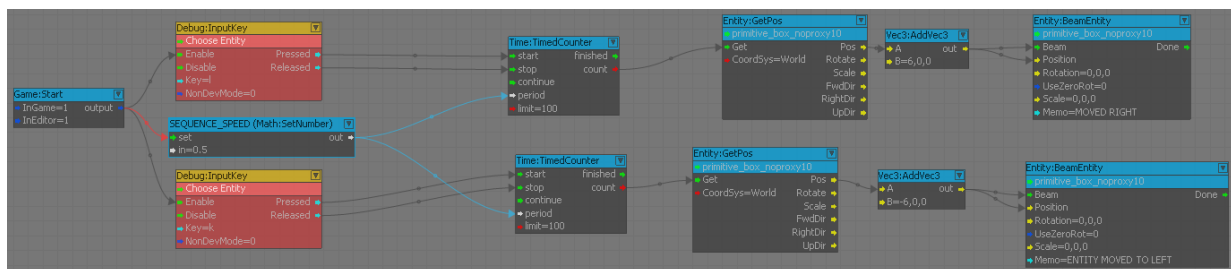 Game:Start
InGame=1 output
InEditor=1
Debug:InputKey
Choose Entity
Enable Pressed
Disable Released
Key=l
NonDevMode=0
SEQUENCE_SPEED (Math:SetNumber)
set out
in=0.5
Debug:InputKey
Choose Entity
Enable Pressed
Disable Released
Key=k
NonDevMode=0
Time:TimedCounter
start finished
stop count
continue
period
limit=100
Time:TimedCounter
start finished
stop count
continue
period
limit=100
Entity:GetPos
primitive_box_noproxy10
Get Pos
CoordSys=World Rotate
Scale
FwdDir
RightDir
UpDir
Entity:GetPos
primitive_box_noproxy10
Get Pos
CoordSys=World Rotate
Scale
FwdDir
RightDir
UpDir
Vec3:AddVec3
A out
B=6,0,0
Vec3:AddVec3
A out
B=-6,0,0
Entity:BeamEntity
primitive_box_noproxy10
Beam Done
Position
Rotation=0,0,0
UseZeroRot=0
Scale=0,0,0
Memo=MOVED RIGHT
Entity:BeamEntity
primitive_box_noproxy10
Beam Done
Position
Rotation=0,0,0
UseZeroRot=0
Scale=0,0,0
Memo=ENTITY MOVED TO LEFT